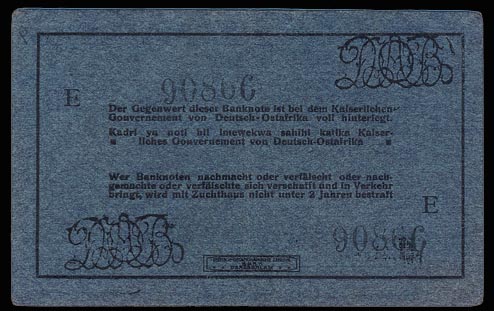 90866
E
Der Gegenwert dieser Banknote ist bei dem Kaiserlichen
Gouvernement von Deutsch-Ostafrika voll hinterlegt.
Kadri ya noti hii imewekwa sahihi katika Kaiser-
liches Gouvernement von Deutsch-Ostafrika
Wer Banknoten nachmacht oder verfälscht oder nach-
gemachte oder verfälschte sich verschafft und in Verkehr
bringt, wird mit Zuchthaus nicht unter 2 Jahren bestraft
E
90866